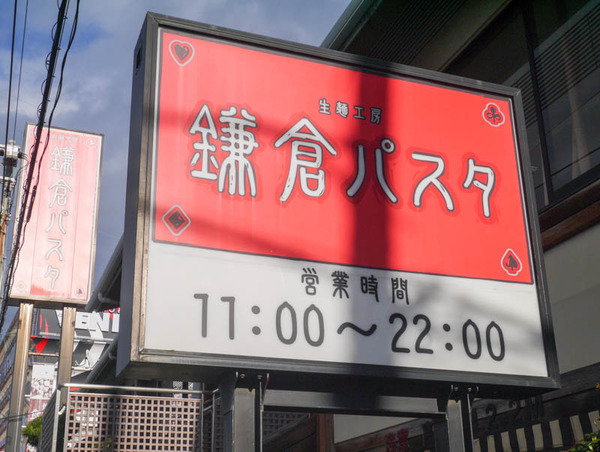 生麺工房
鎌倉パスタ
営業時間
11:00〜22:00
鎌倉パスタ